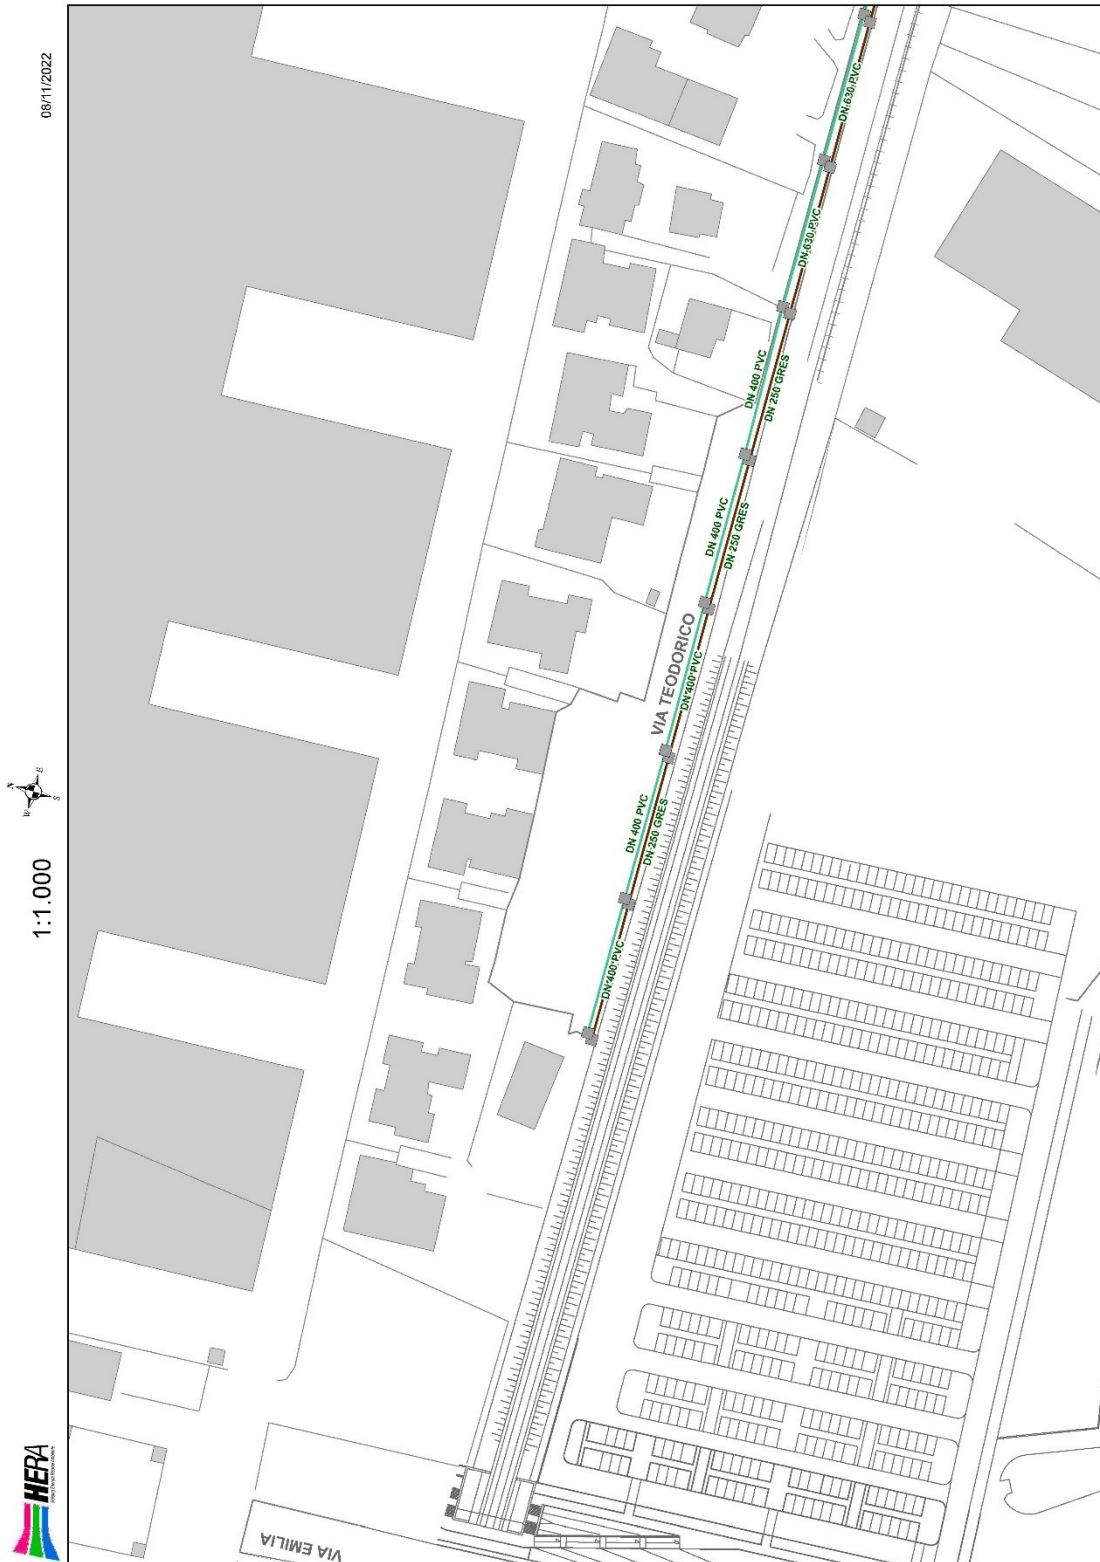 08/11/2022
DN 630 PVC
DN 630 PVC
DN 400 PVC
DN 250 GRES
DN 400 PVC
DN 250 GRES
VIA TEODORICO
DN 400 PVC
DN 400 PVC
DN 250 GRES
DN 400 PVC
N
E
W
S
1:1.000
HERA
VIA EMILIA